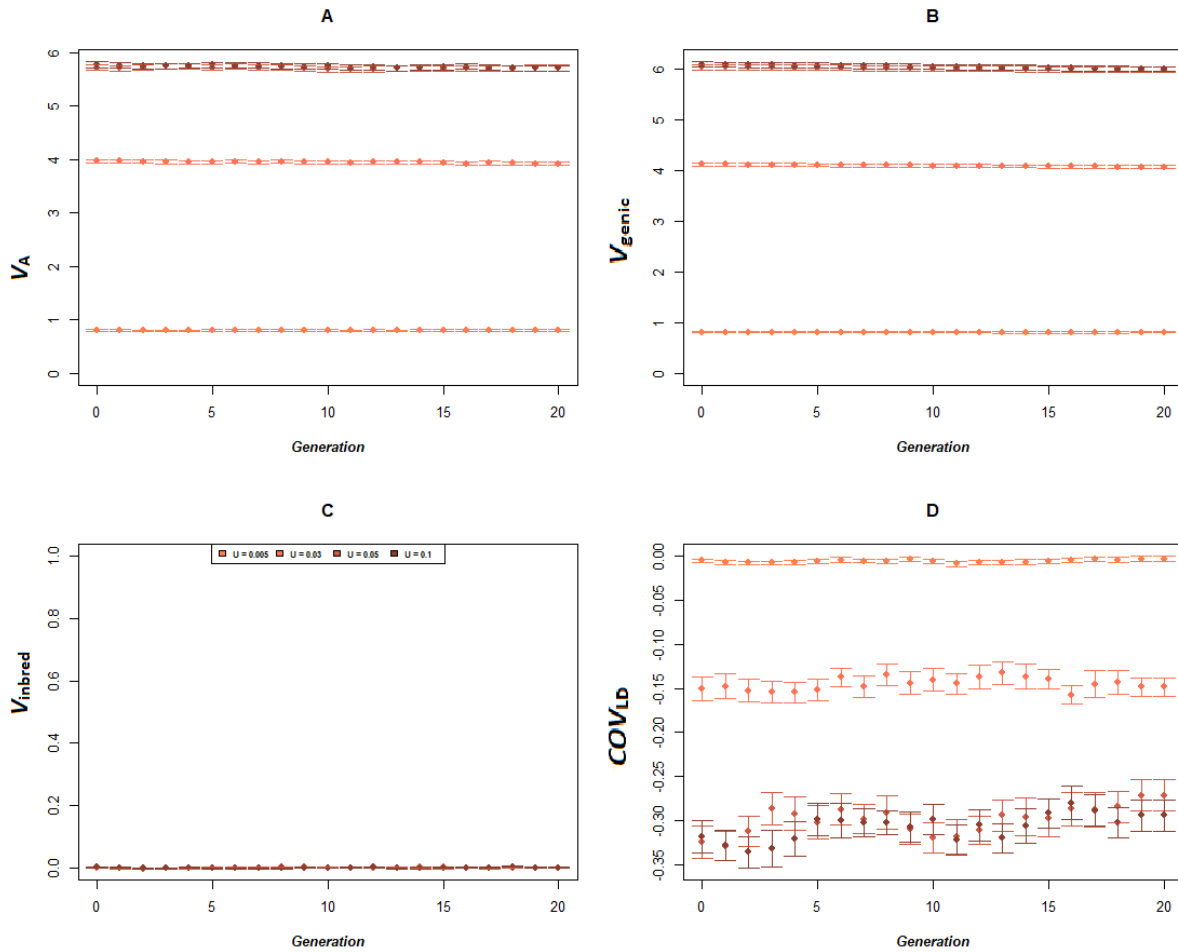 A
B
6
5
4
3
2
1
0
V_A
0 5 10 15 20
Generation
6
5
4
3
2
1
0
V_genic
0 5 10 15 20
Generation
C
D
U = 0.005 U = 0.03 U = 0.05 U = 0.1
1.0
0.8
0.6
0.4
0.2
0.0
V_inbred
0 5 10 15 20
Generation
0.00
-0.05
-0.10
-0.15
-0.20
-0.25
-0.30
-0.35
COV_LD
0 5 10 15 20
Generation